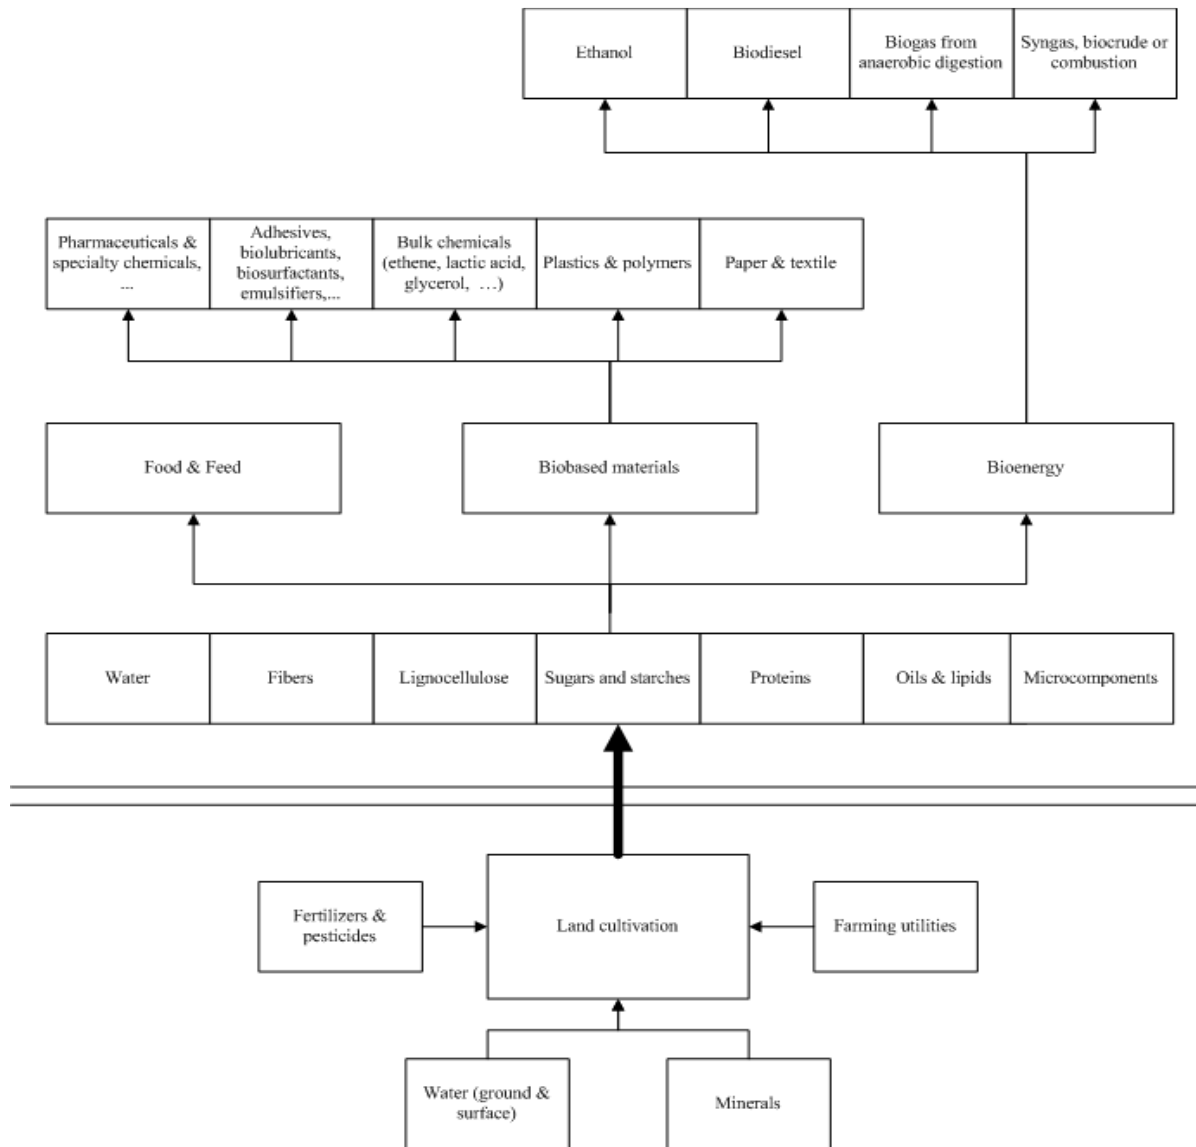 Ethanol
Biodiesel
Biogas from
anaerobic digestion
Syngas, biocrude or
combustion
Pharmaceuticals &
specialty chemicals,
...
Adhesives,
biolubricants,
biosurfactants,
emulsifiers,...
Bulk chemicals
(ethene, lactic acid,
glycerol, …)
Plastics & polymers
Paper & textile
Food & Feed
Biobased materials
Bioenergy
Water
Fibers
Lignocellulose
Sugars and starches
Proteins
Oils & lipids
Microcomponents
Fertilizers &
pesticides
Land cultivation
Farming utilities
Water (ground &
surface)
Minerals